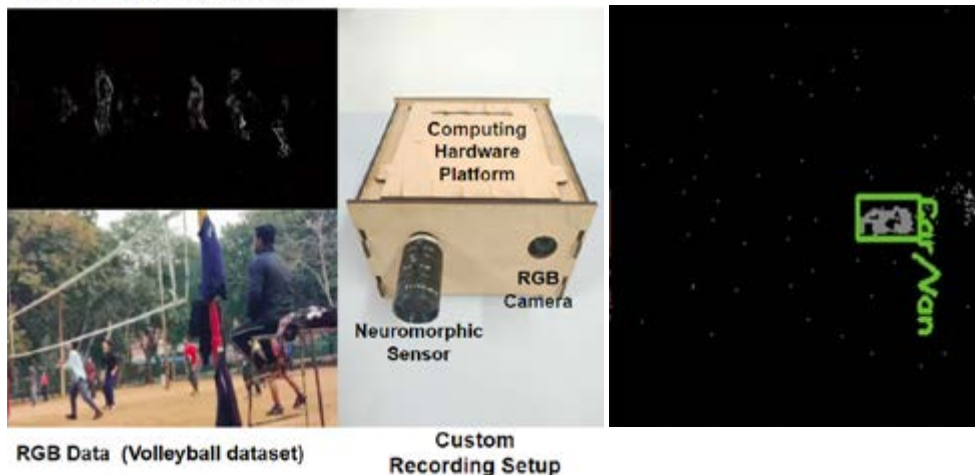 Computing
Hardware
Platform
RGB
Camera
Neuromorphic
Sensor
Car/Van
RGB Data (Volleyball dataset)
Custom
Recording Setup